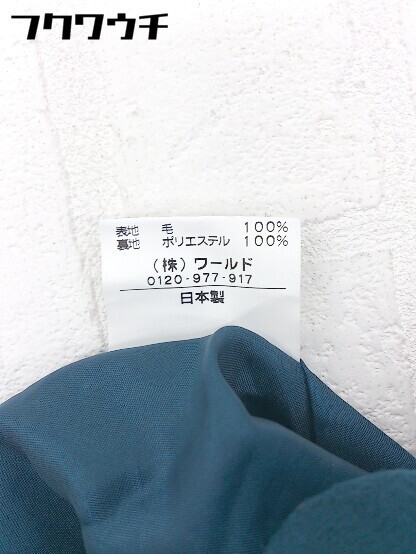 フクワウチ
表地 毛 100%
裏地 ポリエステル 100%
(株) ワールド
0120-977-917
日本製